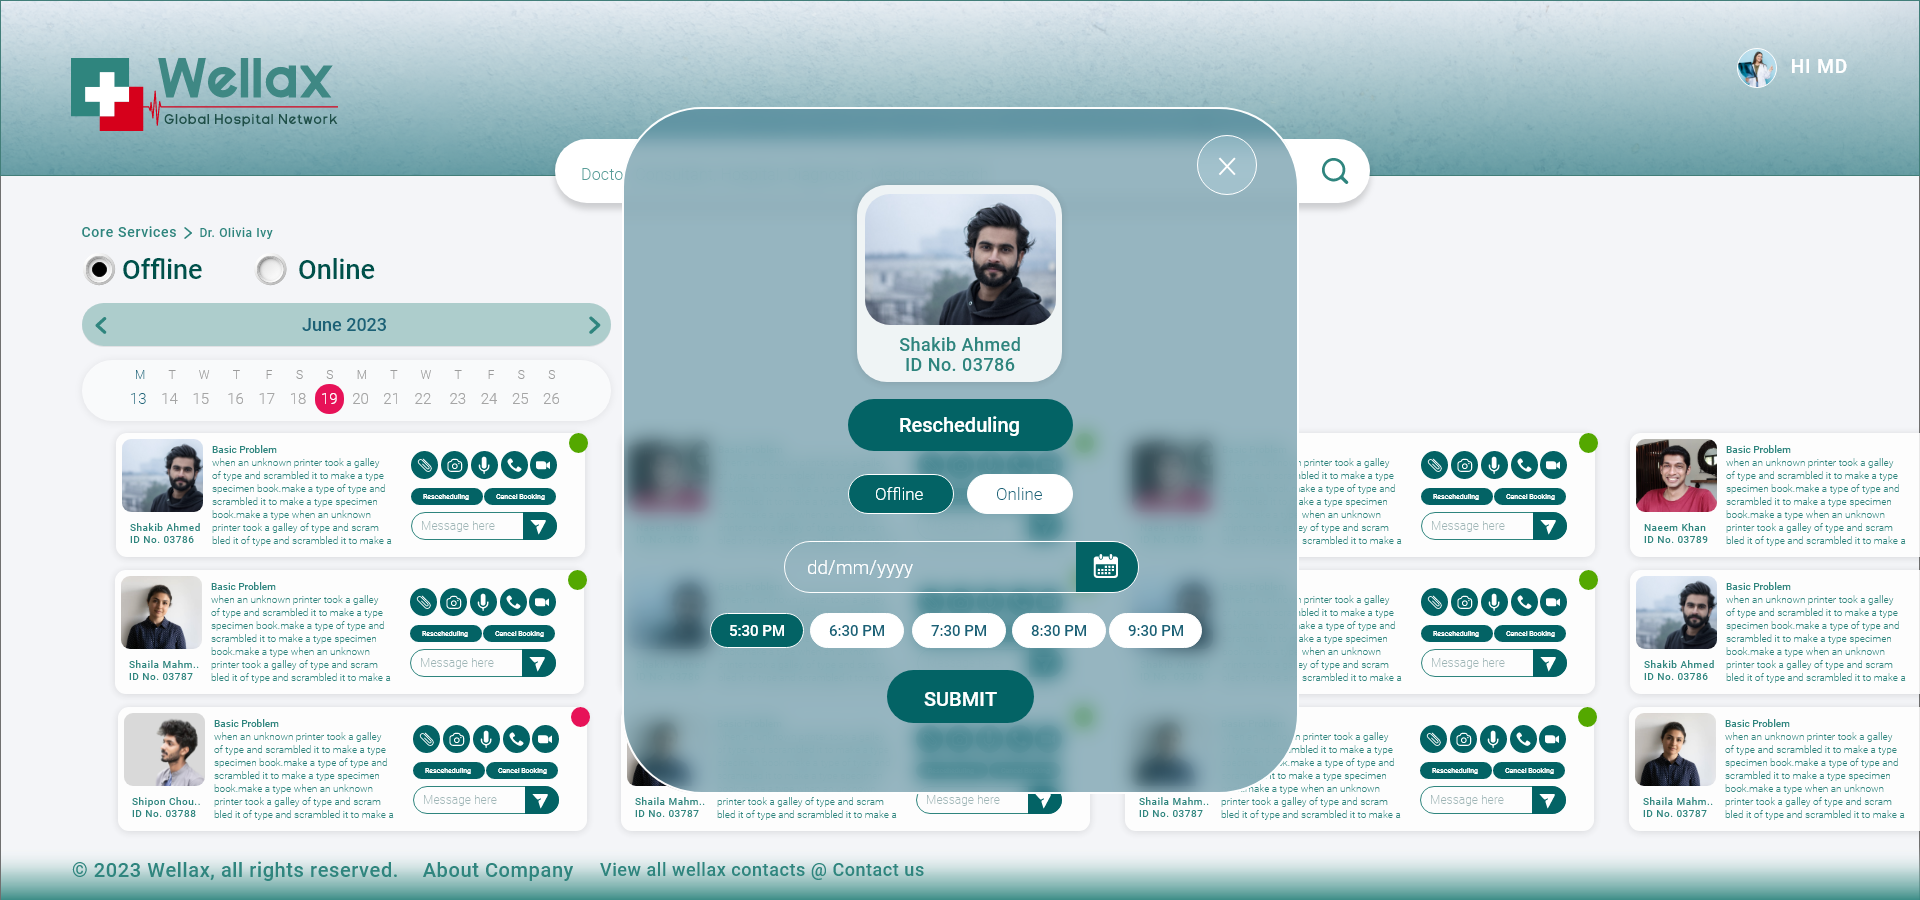 Wellax
Global Hospital Network
HI MD
Docto
Core Services
Dr. Olivia Ivy
Offline
Online
June 2023
M T W T F S S M T W T F S S
13 14 15 16 17 18 19 20 21 22 23 24 25 26
Shakib Ahmed
ID No. 03786
Rescheduling
Offline
Online
dd/mm/yyyy
5:30 PM
6:30 PM
7:30 PM
8:30 PM
9:30 PM
SUBMIT
Basic Problem
when an unknown printer took a galley
of type and scrambled it to make a type
specimen book.make a type of type and
scrambled it to make a type specimen
book.make a type when an unknown
printer took a galley of type and scram
bled it of type and scrambled it to make a
Shakib Ahmed
ID No. 03786
Rescheduling
Cancel Booking
Message here
n printer took a galley
bled it to make a type
ake a type of type and
ake a type specimen
when an unknown
ey of type and scram
scrambled it to make a
Rescheduling
Cancel Booking
Message here
Basic Problem
when an unknown printer took a galley
of type and scrambled it to make a type
specimen book.make a type of type and
scrambled it to make a type specimen
book.make a type when an unknown
printer took a galley of type and scram
bled it of type and scrambled it to make a
Naeem Khan
ID No. 03789
Basic Problem
when an unknown printer took a galley
of type and scrambled it to make a type
specimen book.make a type of type and
scrambled it to make a type specimen
book.make a type when an unknown
printer took a galley of type and scram
bled it of type and scrambled it to make a
Shaila Mahm..
ID No. 03787
Rescheduling
Cancel Booking
Message here
n printer took a galley
bled it to make a type
ake a type of type and
ake a type specimen
when an unknown
ey of type and scram
scrambled it to make a
Rescheduling
Cancel Booking
Message here
Basic Problem
when an unknown printer took a galley
of type and scrambled it to make a type
specimen book.make a type of type and
scrambled it to make a type specimen
book.make a type when an unknown
printer took a galley of type and scram
bled it of type and scrambled it to make a
Shakib Ahmed
ID No. 03786
Basic Problem
when an unknown printer took a galley
of type and scrambled it to make a type
specimen book.make a type of type and
scrambled it to make a type specimen
book.make a type when an unknown
printer took a galley of type and scram
bled it of type and scrambled it to make a
Shipon Chou..
ID No. 03788
Rescheduling
Cancel Booking
Message here
Shaila Mahm..
ID No. 03787
printer took a galley of type and scram
bled it of type and scrambled it to make a
Message here
Shaila Mahm..
ID No. 03787
n printer took a galley
mbled it to make a type
.make a type of type and
it to make a type specimen
make a type when an unknown
printer took a galley of type and scram
bled it of type and scrambled it to make a
Rescheduling
Cancel Booking
Message here
Basic Problem
when an unknown printer took a galley
of type and scrambled it to make a type
specimen book.make a type of type and
scrambled it to make a type specimen
book.make a type when an unknown
printer took a galley of type and scram
bled it of type and scrambled it to make a
Shaila Mahm..
ID No. 03787
© 2023 Wellax, all rights reserved.
About Company
View all wellax contacts @ Contact us